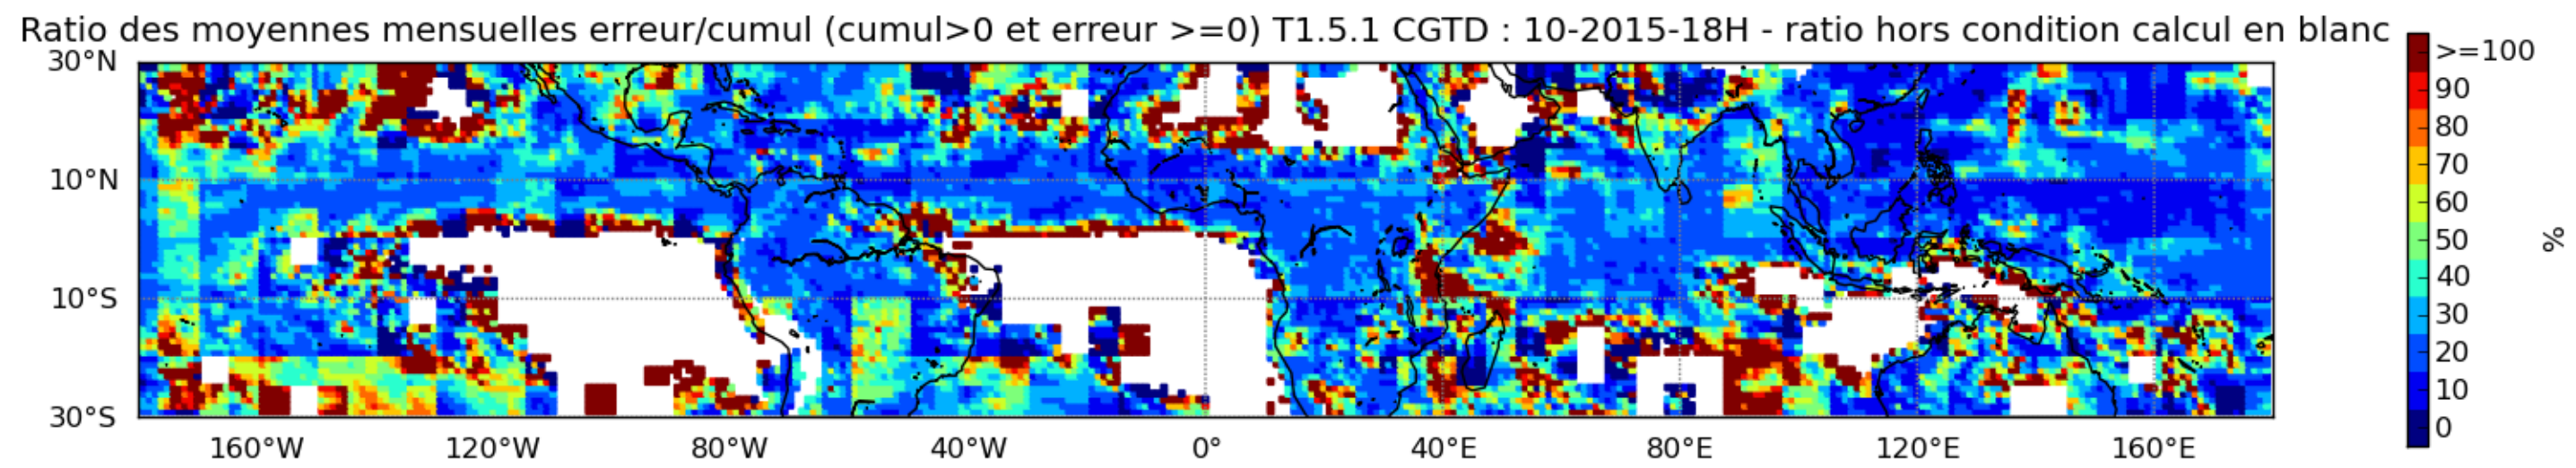 Ratio des moyennes mensuelles erreur/cumul (cumul>0 et erreur >=0) T1.5.1 CGTD : 10-2015-18H - ratio hors condition calcul en blanc
30°N
10°N
10°S
30°S
160°W 120°W 80°W 40°W 0° 40°E 80°E 120°E 160°E
>=100
90
80
70
60
50
40
30
20
10
0
%